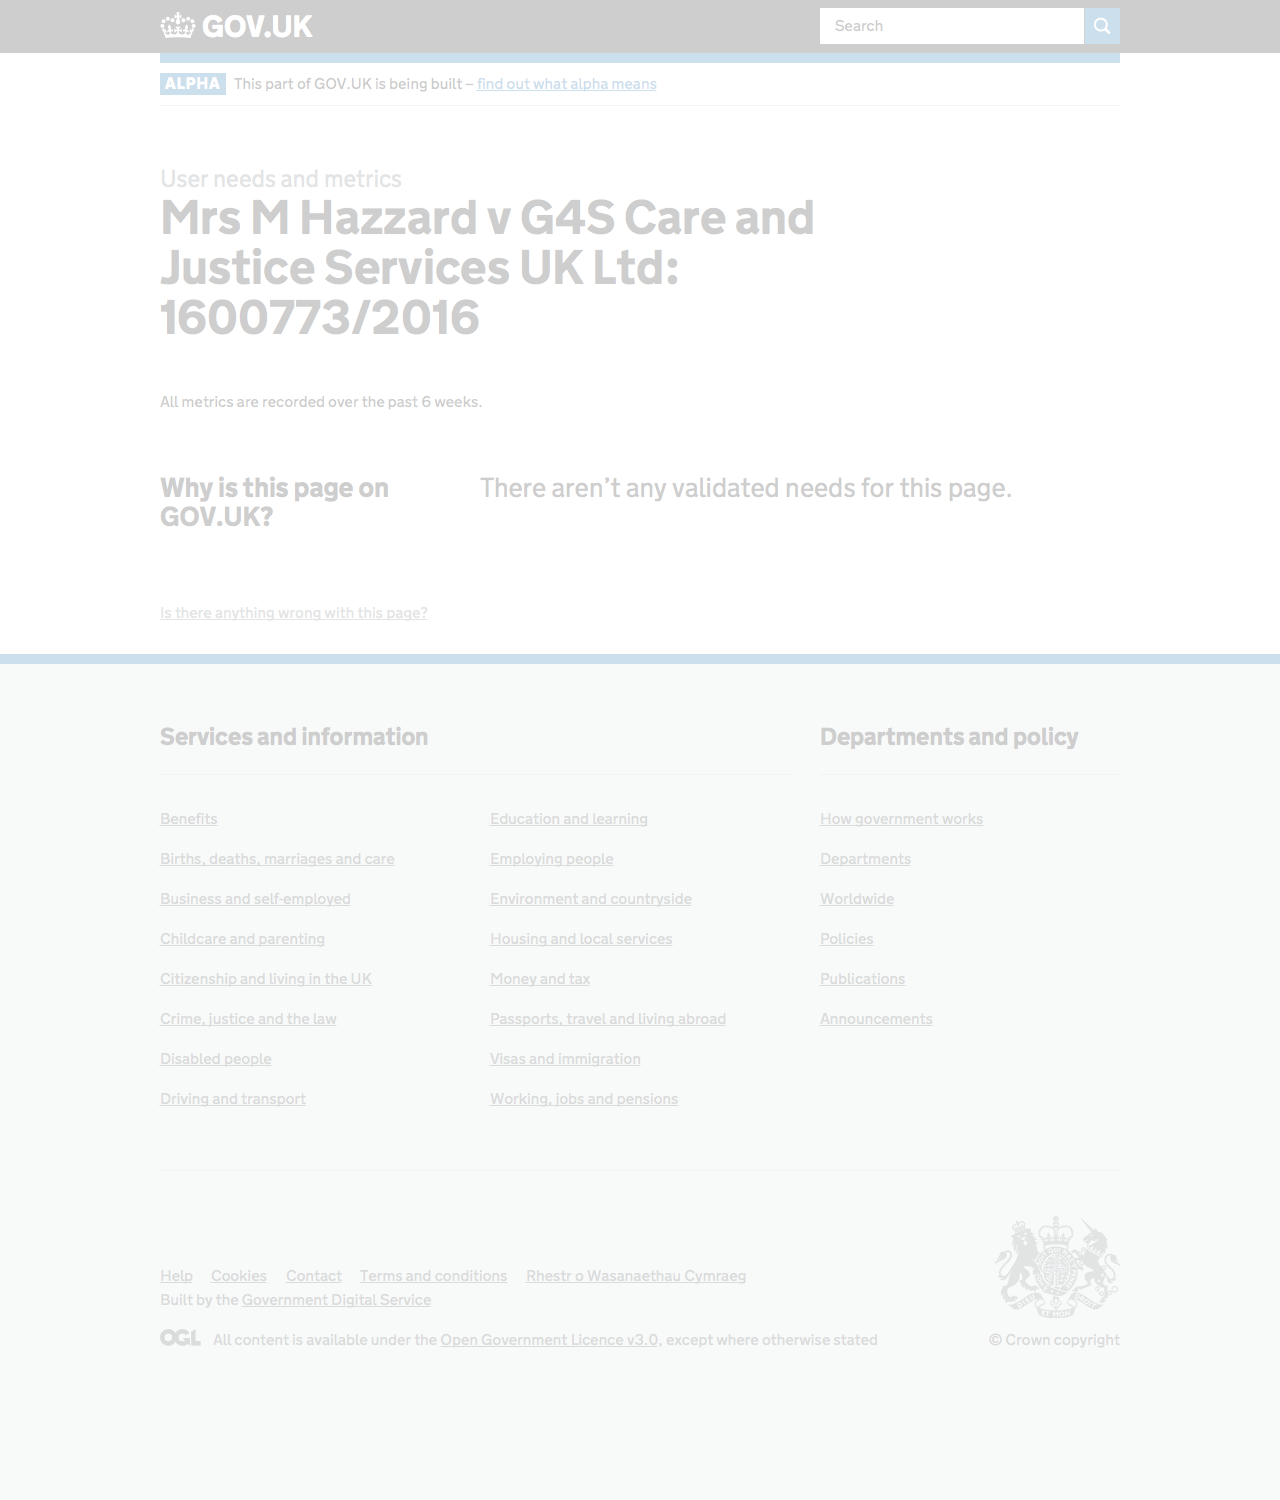 GOV.UK
Search
ALPHA This part of GOV.UK is being built – find out what alpha means
User needs and metrics
Mrs M Hazzard v G4S Care and
Justice Services UK Ltd:
1600773/2016
All metrics are recorded over the past 6 weeks.
Why is this page on
GOV.UK?
There aren’t any validated needs for this page.
Is there anything wrong with this page?
Services and information
Benefits
Births, deaths, marriages and care
Business and self-employed
Childcare and parenting
Citizenship and living in the UK
Crime, justice and the law
Disabled people
Driving and transport
Education and learning
Employing people
Environment and countryside
Housing and local services
Money and tax
Passports, travel and living abroad
Visas and immigration
Working, jobs and pensions
Departments and policy
How government works
Departments
Worldwide
Policies
Publications
Announcements
Help Cookies Contact Terms and conditions Rhestr o Wasanaethau Cymraeg
Built by the Government Digital Service
OGL All content is available under the Open Government Licence v3.0, except where otherwise stated
© Crown copyright